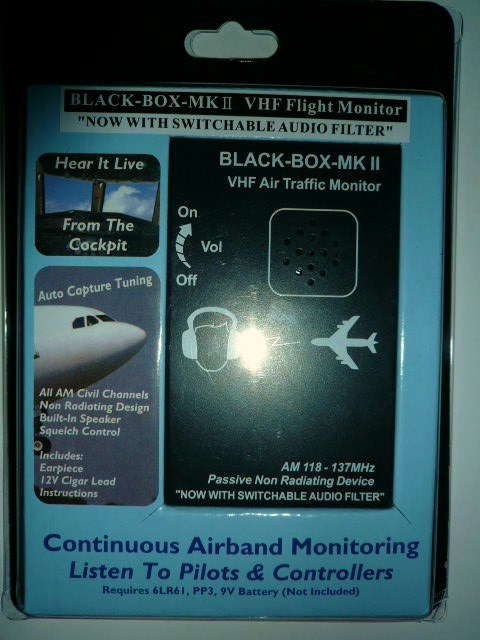 BLACK-BOX-MK II VHF Flight Monitor
"NOW WITH SWITCHABLE AUDIO FILTER"
Hear It Live
From The
Cockpit
Auto Capture Tuning
All AM Civil Channels
Non Radiating Design
Built-In Speaker
Squelch Control
Includes:
Earpiece
12V Cigar Lead
Instructions
BLACK-BOX-MK II
VHF Air Traffic Monitor
On
Vol
Off
AM 118 - 137MHz
Passive Non Radiating Device
"NOW WITH SWITCHABLE AUDIO FILTER"
Continuous Airband Monitoring
Listen To Pilots & Controllers
Requires 6LR61, PP3, 9V Battery (Not Included)